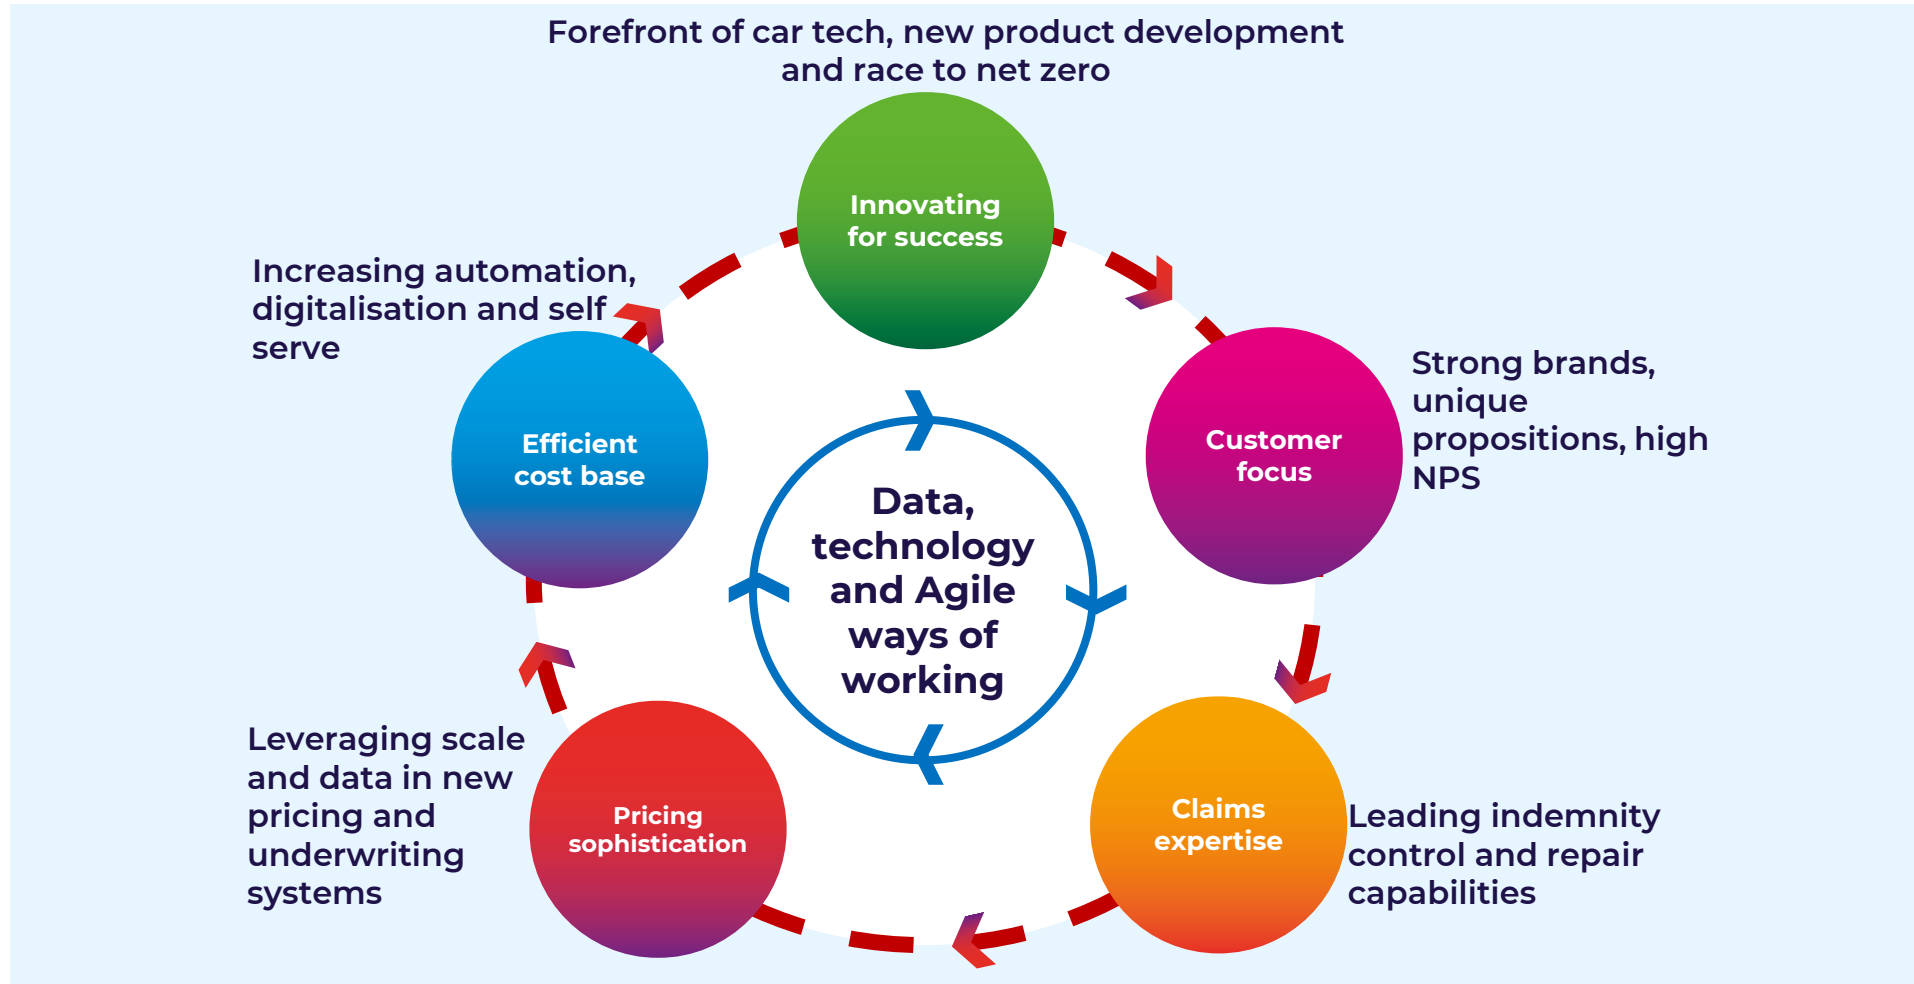 Forefront of car tech, new product development
and race to net zero
Innovating
for success
Increasing automation,
digitalisation and self
serve
Efficient
cost base
Strong brands,
unique
propositions, high
NPS
Customer
focus
Data,
technology
and Agile
ways of
working
Leveraging scale
and data in new
pricing and
underwriting
systems
Pricing
sophistication
Claims
expertise
Leading indemnity
control and repair
capabilities